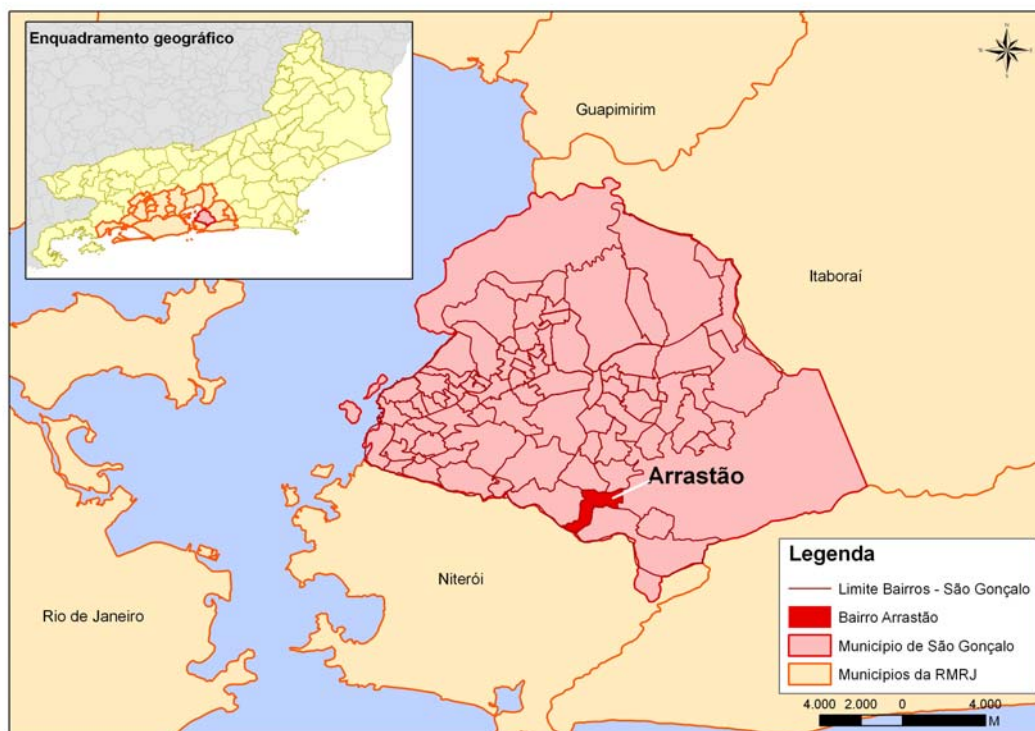 Enquadramento geográfico
N
Guapimirim
Itaboraí
Arrastão
Niterói
Rio de Janeiro
Legenda
Limite Bairros - São Gonçalo
Bairro Arrastão
Município de São Gonçalo
Municípios da RMRJ
4.000 2.000 0 4.000
M